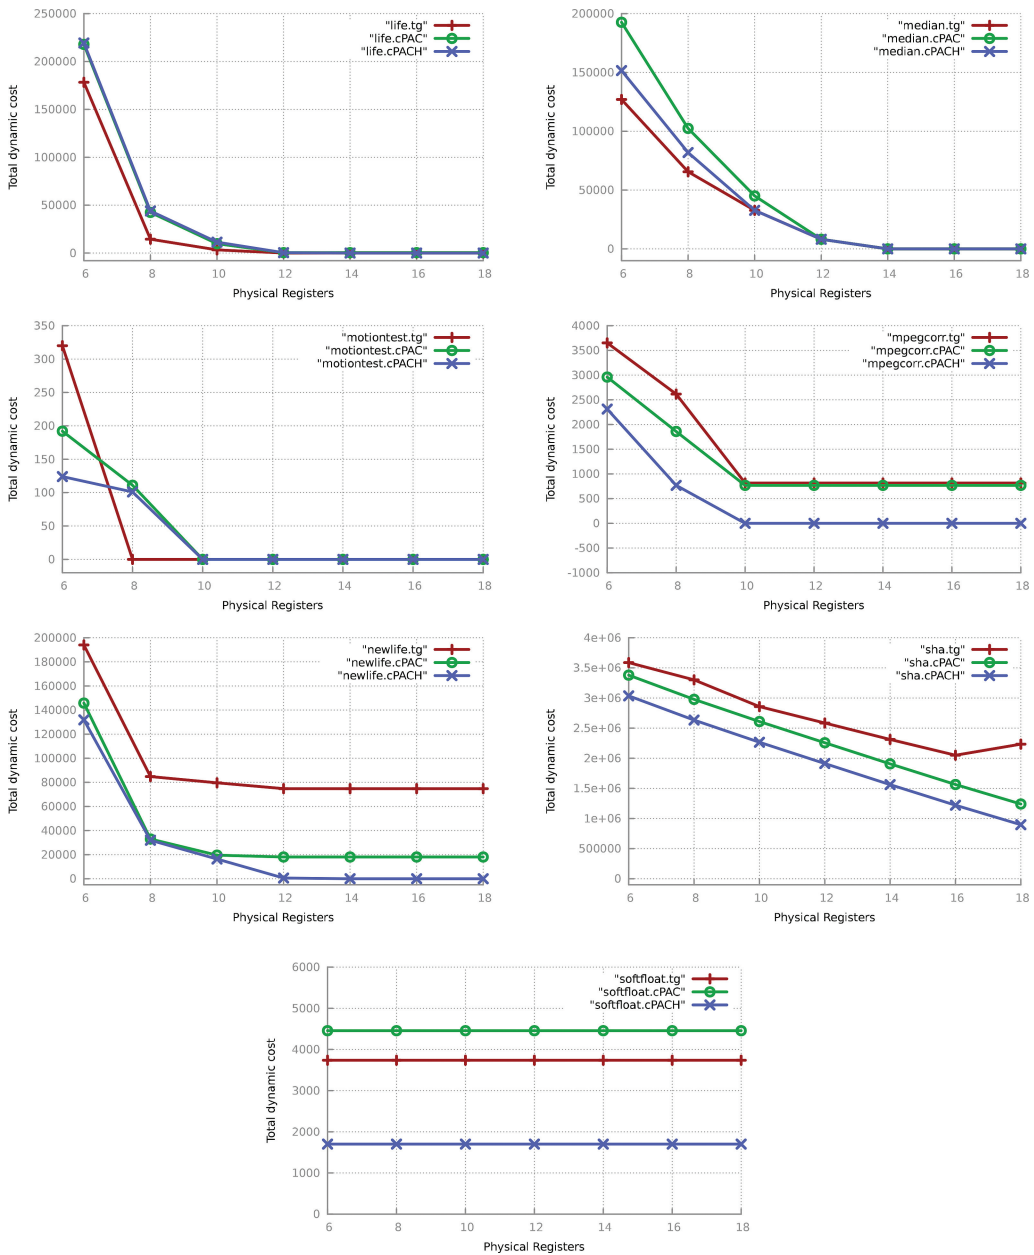 250000
200000
150000
100000
50000
0
6 8 10 12 14 16 18
Total dynamic cost
Physical Registers
"life.tg"
"life.cPAC"
"life.cPACH"
200000
150000
100000
50000
0
6 8 10 12 14 16 18
Total dynamic cost
Physical Registers
"median.tg"
"median.cPAC"
"median.cPACH"
350
300
250
200
150
100
50
0
6 8 10 12 14 16 18
Total dynamic cost
Physical Registers
"motiontest.tg"
"motiontest.cPAC"
"motiontest.cPACH"
4000
3500
3000
2500
2000
1500
1000
500
0
-500
-1000
6 8 10 12 14 16 18
Total dynamic cost
Physical Registers
"mpegcorr.tg"
"mpegcorr.cPAC"
"mpegcorr.cPACH"
200000
180000
160000
140000
120000
100000
80000
60000
40000
20000
0
6 8 10 12 14 16 18
Total dynamic cost
Physical Registers
"newlife.tg"
"newlife.cPAC"
"newlife.cPACH"
4e+06
3.5e+06
3e+06
2.5e+06
2e+06
1.5e+06
1e+06
500000
0
6 8 10 12 14 16 18
Total dynamic cost
Physical Registers
"sha.tg"
"sha.cPAC"
"sha.cPACH"
6000
5000
4000
3000
2000
1000
0
6 8 10 12 14 16 18
Total dynamic cost
Physical Registers
"softfloat.tg"
"softfloat.cPAC"
"softfloat.cPACH"